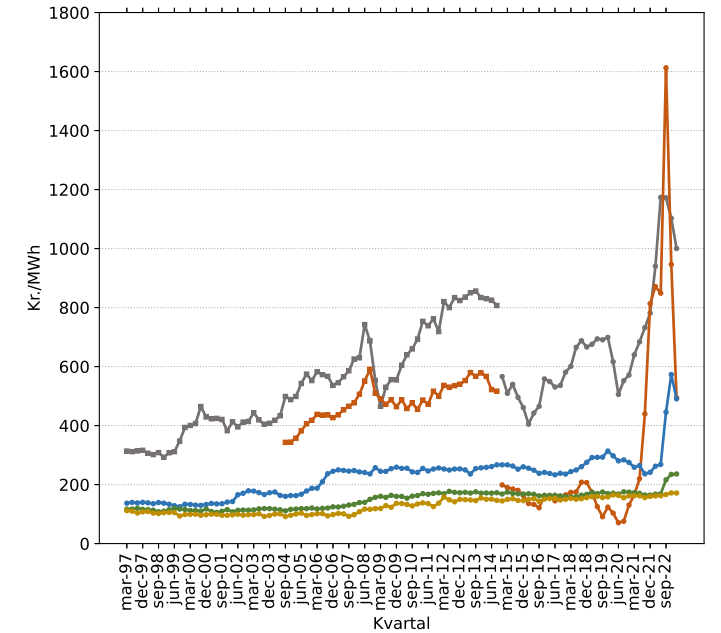 1800
1600
1400
1200
1000
800
600
400
200
0
Kr./MWh
mar-97
dec-97
sep-98
jun-99
mar-00
dec-00
sep-01
jun-02
mar-03
dec-03
sep-04
jun-05
mar-06
dec-06
sep-07
jun-08
mar-09
dec-09
sep-10
jun-11
mar-12
dec-12
sep-13
jun-14
mar-15
dec-15
sep-16
jun-17
mar-18
dec-18
sep-19
jun-20
mar-21
dec-21
sep-22
Kvartal